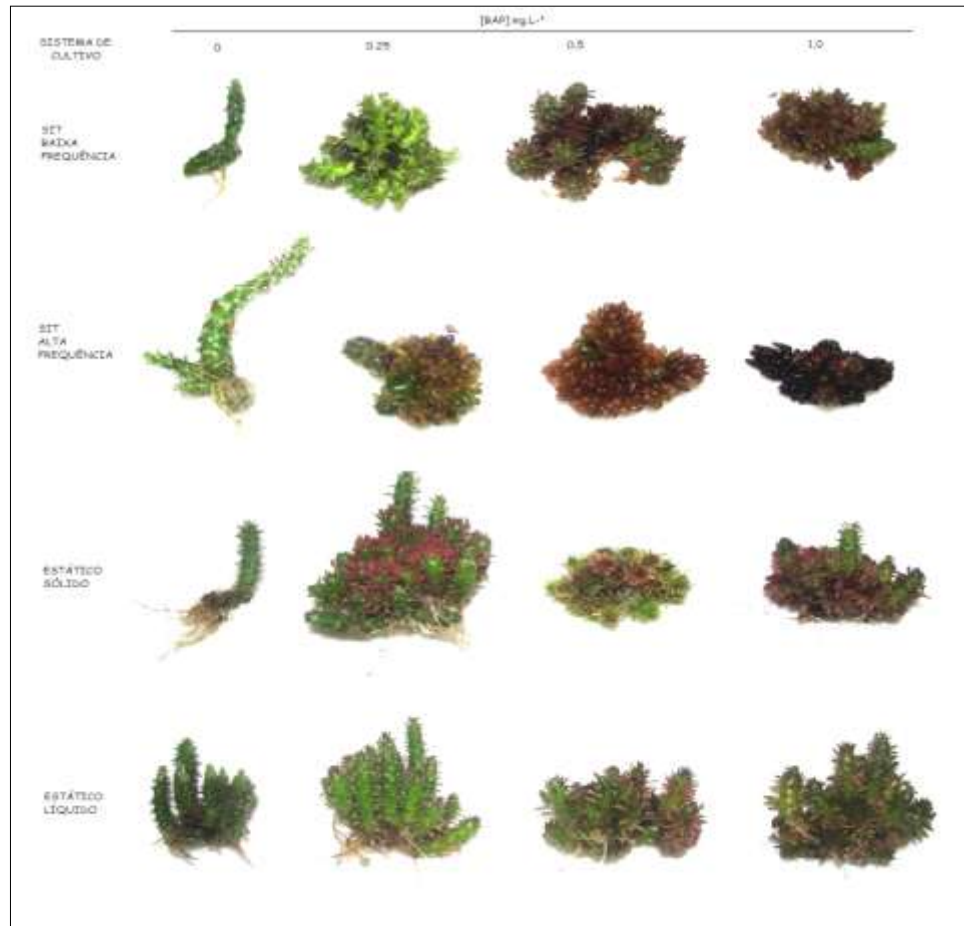 [BAP] mg.L-¹
SISTEMA DE
CULTIVO
0 0.25 0.5 1.0
SIT
BAIXA
FREQUÊNCIA
SIT
ALTA
FREQUÊNCIA
ESTÁTICO
SÓLIDO
ESTÁTICO
LÍQUIDO